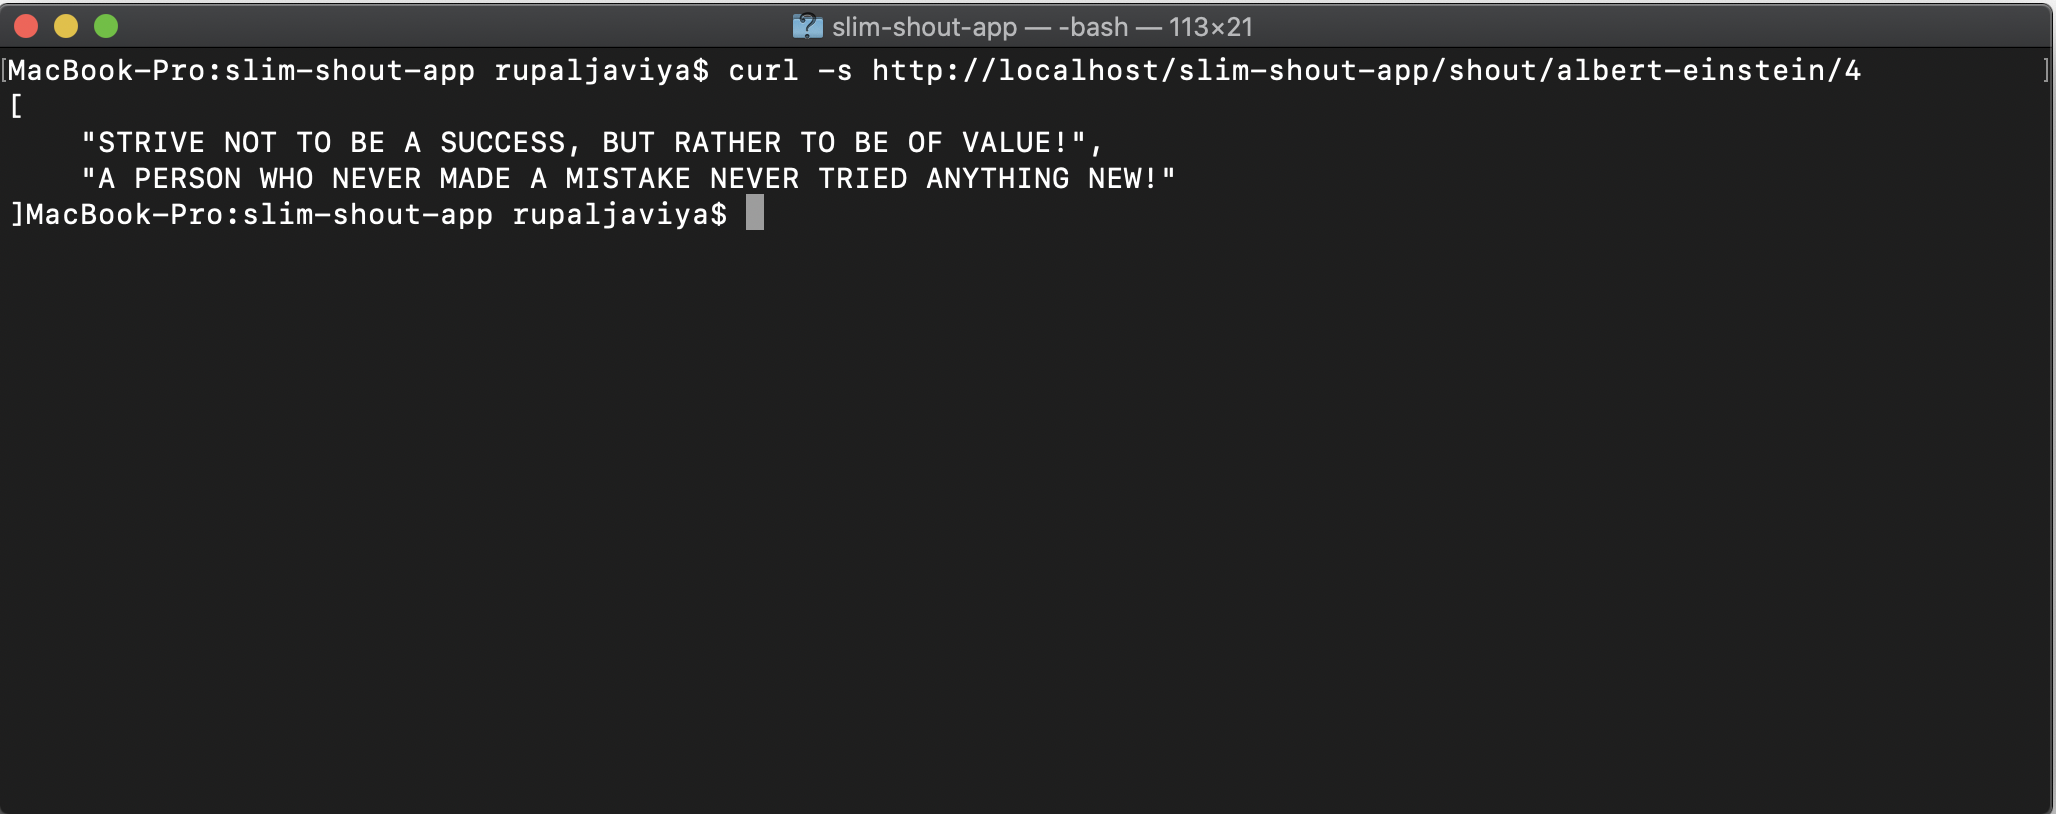 slim-shout-app — -bash — 113×21
[MacBook-Pro:slim-shout-app rupaljaviya$ curl -s http://localhost/slim-shout-app/shout/albert-einstein/4 ]
[
    "STRIVE NOT TO BE A SUCCESS, BUT RATHER TO BE OF VALUE!",
    "A PERSON WHO NEVER MADE A MISTAKE NEVER TRIED ANYTHING NEW!"
]MacBook-Pro:slim-shout-app rupaljaviya$